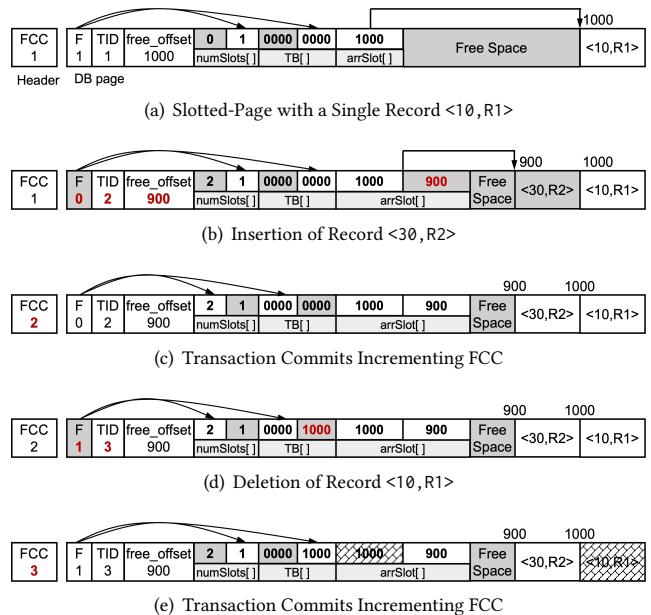 1000
FCC F TID free_offset 0 1 0000 0000 1000 Free Space <10,R1>
1 1 1 1000 numSlots[ ] TB[ ] arrSlot[ ]
Header DB page
(a) Slotted-Page with a Single Record <10,R1>
900 1000
FCC F TID free_offset 2 1 0000 0000 1000 900 Free <30,R2> <10,R1>
1 0 2 900 numSlots[ ] TB[ ] arrSlot[ ] Space
(b) Insertion of Record <30,R2>
900 1000
FCC F TID free_offset 2 1 0000 0000 1000 900 Free <30,R2> <10,R1>
2 0 2 900 numSlots[ ] TB[ ] arrSlot[ ] Space
(c) Transaction Commits Incrementing FCC
900 1000
FCC F TID free_offset 2 1 0000 1000 1000 900 Free <30,R2> <10,R1>
2 1 3 900 numSlots[ ] TB[ ] arrSlot[ ] Space
(d) Deletion of Record <10,R1>
900 1000
FCC F TID free_offset 2 1 0000 1000 1000 900 Free <30,R2> <10,R1>
3 1 3 900 numSlots[ ] TB[ ] arrSlot[ ] Space
(e) Transaction Commits Incrementing FCC